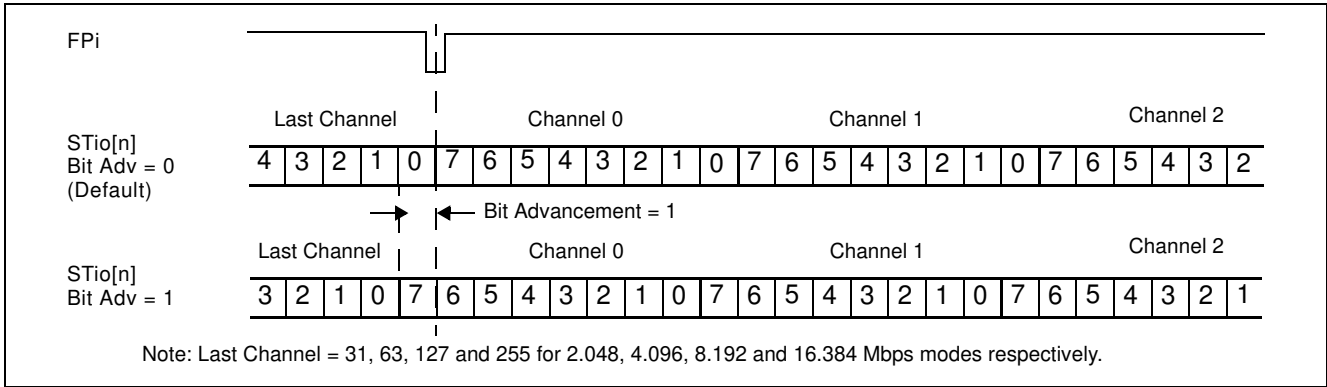 FPi
Last Channel Channel 0 Channel 1 Channel 2
STio[n]
Bit Adv = 0
(Default)
4 3 2 1 0 7 6 5 4 3 2 1 0 7 6 5 4 3 2 1 0 7 6 5 4 3 2
Bit Advancement = 1
Last Channel Channel 0 Channel 1 Channel 2
STio[n]
Bit Adv = 1
3 2 1 0 7 6 5 4 3 2 1 0 7 6 5 4 3 2 1 0 7 6 5 4 3 2 1
Note: Last Channel = 31, 63, 127 and 255 for 2.048, 4.096, 8.192 and 16.384 Mbps modes respectively.